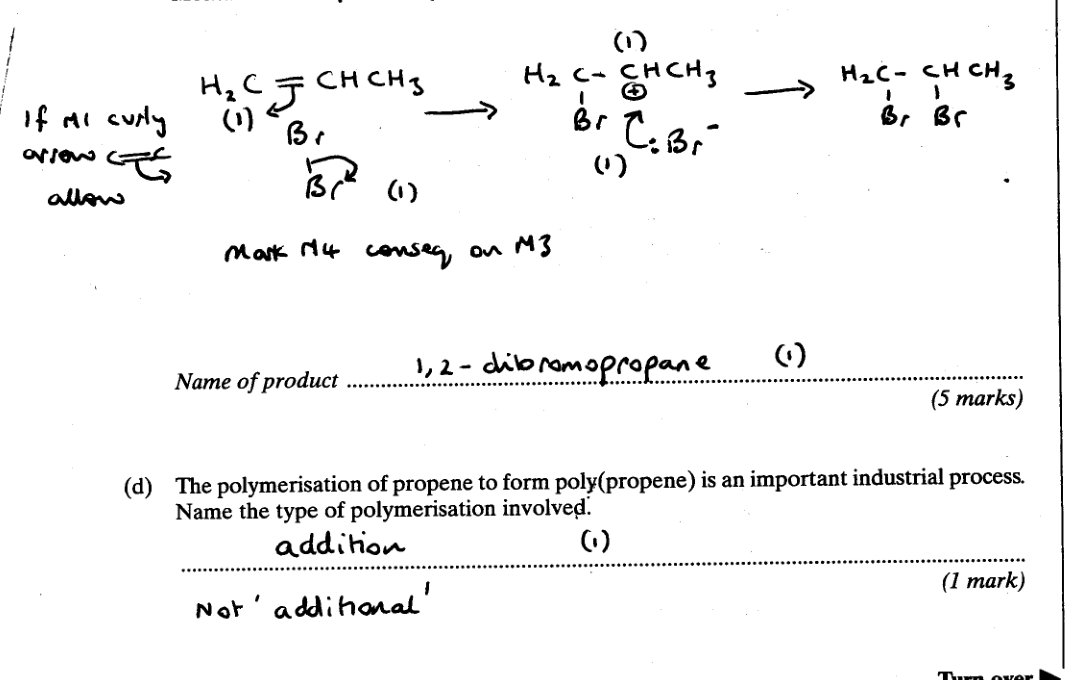 (1)
H₂C = CHCH₃ → H₂C - CHCH₃ → H₂C - CHCH₃
(1) Br Br ⊕ :Br⁻ Br Br
Br (1) (1)
If M1 curly
arrow C=C
allow
Mark M4 conseq on M3
Name of product 1,2-dibromopropane (1)
(5 marks)
(d) The polymerisation of propene to form poly(propene) is an important industrial process.
Name the type of polymerisation involved.
addition (1)
(1 mark)
Not 'additional'
Turn over